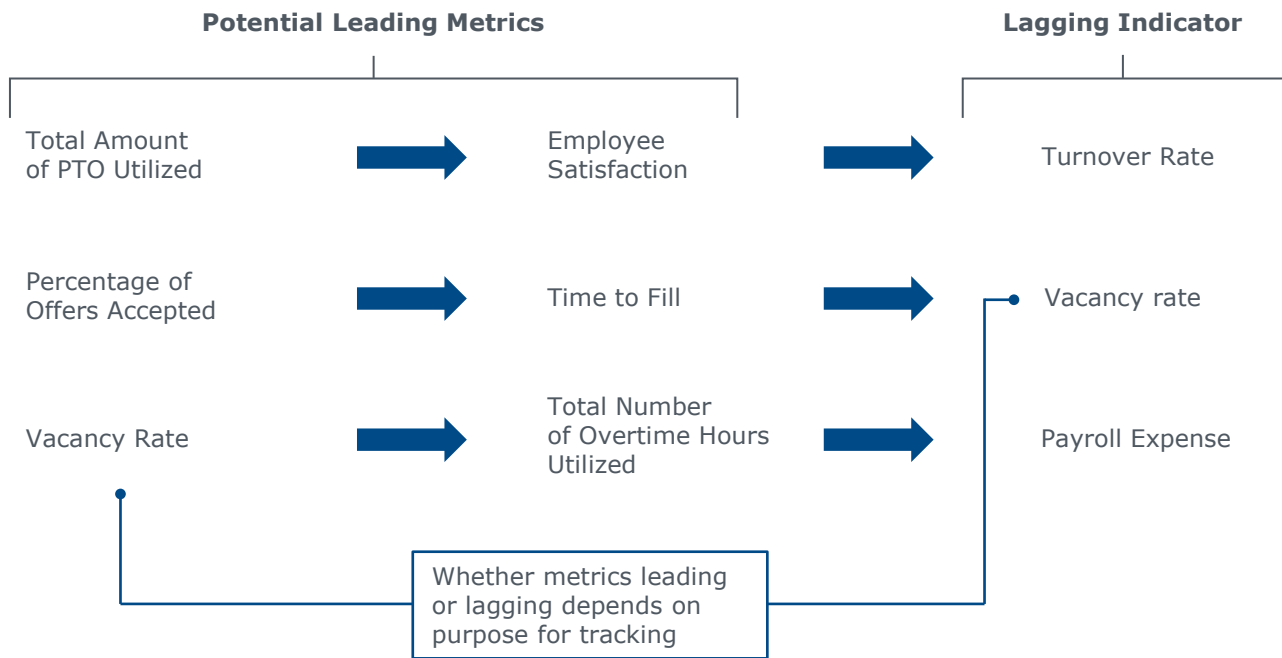 Potential Leading Metrics
Lagging Indicator
Total Amount
of PTO Utilized
Employee
Satisfaction
Turnover Rate
Percentage of
Offers Accepted
Time to Fill
Vacancy rate
Vacancy Rate
Total Number
of Overtime Hours
Utilized
Payroll Expense
Whether metrics leading
or lagging depends on
purpose for tracking